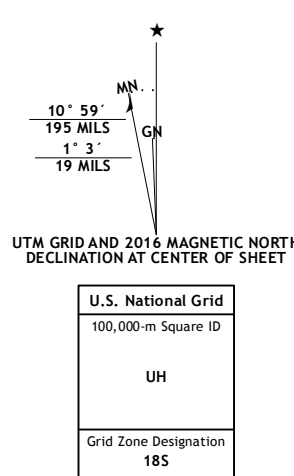 ★
MN
10° 59´
195 MILS
GN
1° 3´
19 MILS
UTM GRID AND 2016 MAGNETIC NORTH
DECLINATION AT CENTER OF SHEET
U.S. National Grid
100,000-m Square ID
UH
Grid Zone Designation
18S